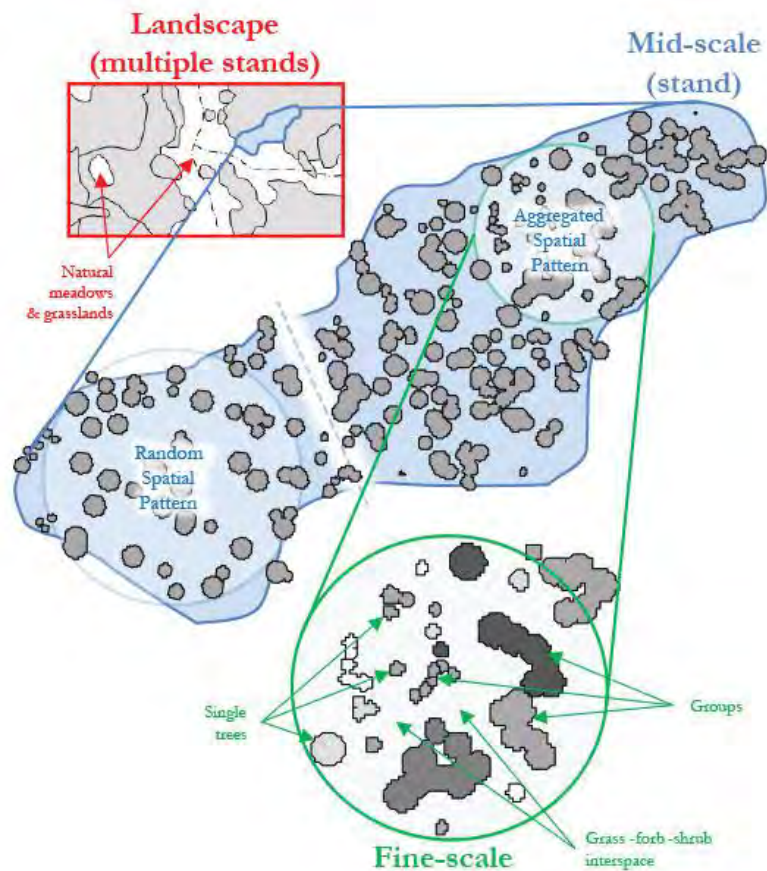 Landscape
(multiple stands)
Mid-scale
(stand)
Aggregated
Spatial
Pattern
Natural
meadows
& grasslands
Random
Spatial
Pattern
Single
trees
Groups
Grass -forb -shrub
interspace
Fine-scale